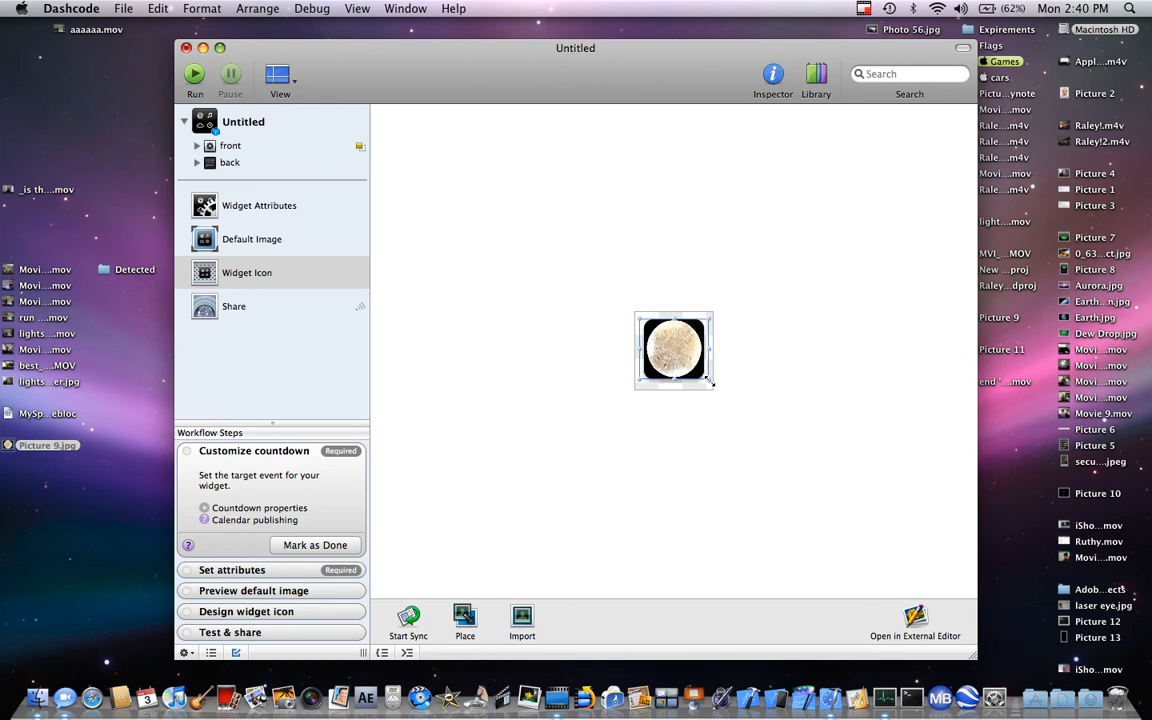 Dashcode File Edit Format Arrange Debug View Window Help (62%) Mon 2:40 PM
aaaaaa.mov Photo 56.jpg Expirements Macintosh HD
Untitled
Run Pause View Inspector Library Search Search
Untitled
front
back
Widget Attributes
Default Image
Widget Icon
Share
Workflow Steps
Customize countdown Required
Set the target event for your
widget.
Countdown properties
Calendar publishing
? Mark as Done
Set attributes Required
Preview default image
Design widget icon
Test & share
Start Sync Place Import Open in External Editor
_is th....mov
Movi....mov Detected
Movi....mov
Movi....mov
run ....mov
lights....mov
Movi....mov
best_....MOV
lights...er.jpg
MySp...ebloc
Picture 9.jpg
Flags
Games
cars
Pictu...ynote
Movi....mov
Rale....m4v
Rale....m4v
Rale....m4v
Movi....mov
Rale....m4v
light....mov
MVI_....MOV
New ...proj
Raley...dproj
Picture 9
Picture 11
end '....mov
Appl....m4v
Picture 2
Raley!.m4v
Raley!2.m4v
Picture 4
Picture 1
Picture 3
Picture 7
0_63...ct.jpg
Picture 8
Aurora.jpg
Earth...n.jpg
Earth.jpg
Dew Drop.jpg
Movi....mov
Movi....mov
Movi....mov
Movi....mov
Movie 9.mov
Picture 6
Picture 5
secu....jpeg
Picture 10
iSho...mov
Ruthy.mov
Movi....mov
Adob...ects
laser eye.jpg
Picture 12
Picture 13
iSho...mov
3 AE MB